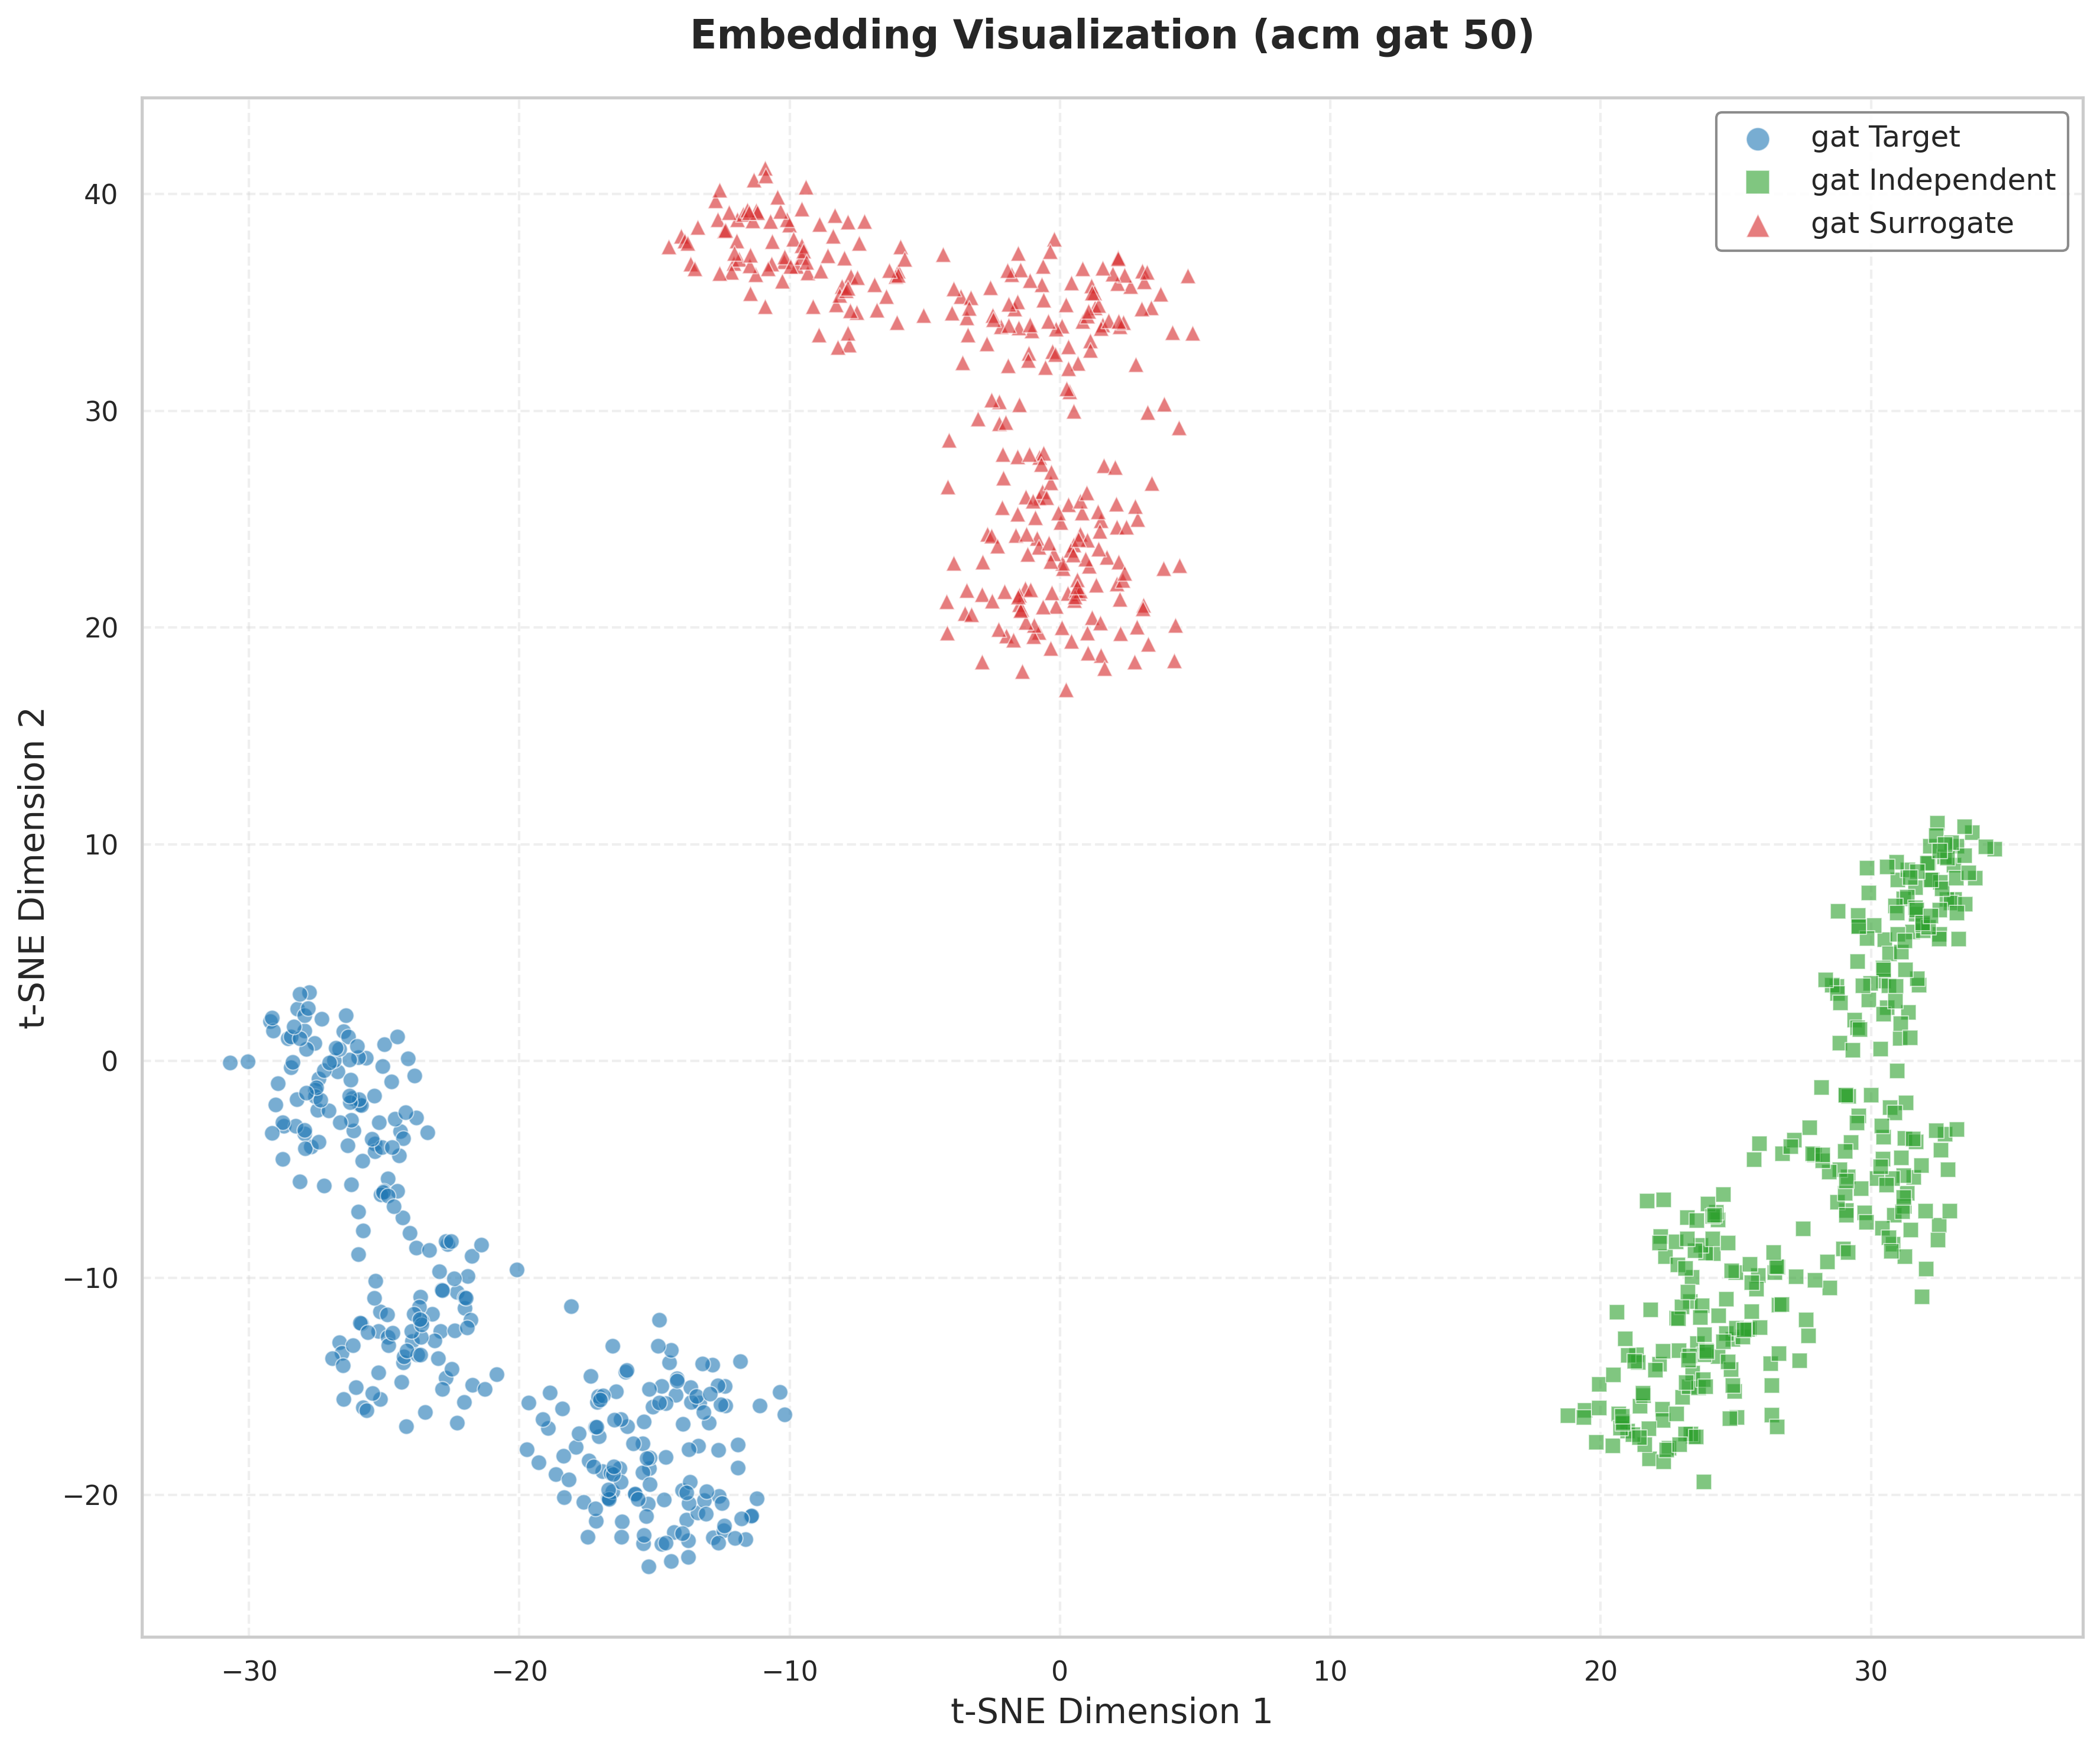 Embedding Visualization (acm gat 50)
gat Target
gat Independent
gat Surrogate
t-SNE Dimension 2
40
30
20
10
0
−10
−20
−30
−20
−10
0
10
20
30
t-SNE Dimension 1